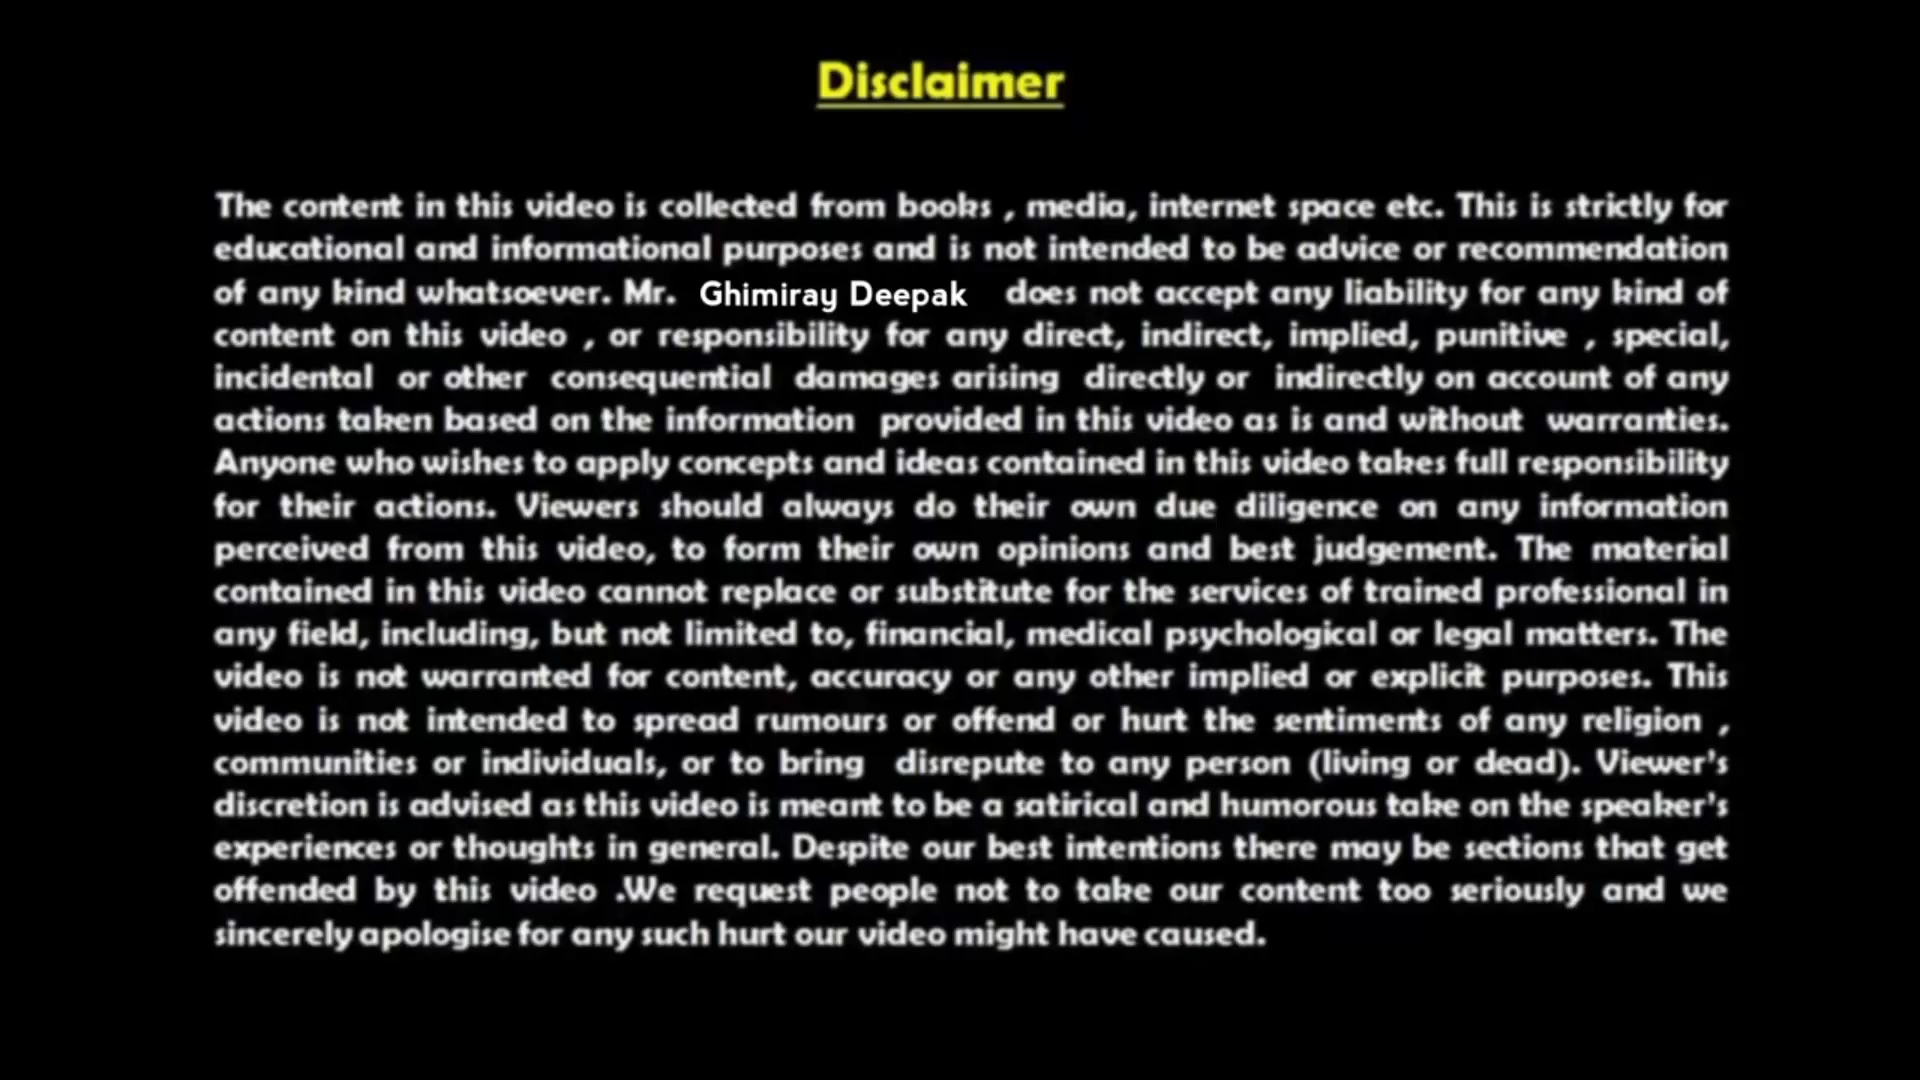 Disclaimer
The content in this video is collected from books , media, internet space etc. This is strictly for
educational and informational purposes and is not intended to be advice or recommendation
of any kind whatsoever. Mr. Ghimiray Deepak does not accept any liability for any kind of
content on this video , or responsibility for any direct, indirect, implied, punitive , special,
incidental or other consequential damages arising directly or indirectly on account of any
actions taken based on the information provided in this video as is and without warranties.
Anyone who wishes to apply concepts and ideas contained in this video takes full responsibility
for their actions. Viewers should always do their own due diligence on any information
perceived from this video, to form their own opinions and best judgement. The material
contained in this video cannot replace or substitute for the services of trained professional in
any field, including, but not limited to, financial, medical psychological or legal matters. The
video is not warranted for content, accuracy or any other implied or explicit purposes. This
video is not intended to spread rumours or offend or hurt the sentiments of any religion ,
communities or individuals, or to bring disrepute to any person (living or dead). Viewer's
discretion is advised as this video is meant to be a satirical and humorous take on the speaker's
experiences or thoughts in general. Despite our best intentions there may be sections that get
offended by this video .We request people not to take our content too seriously and we
sincerely apologise for any such hurt our video might have caused.